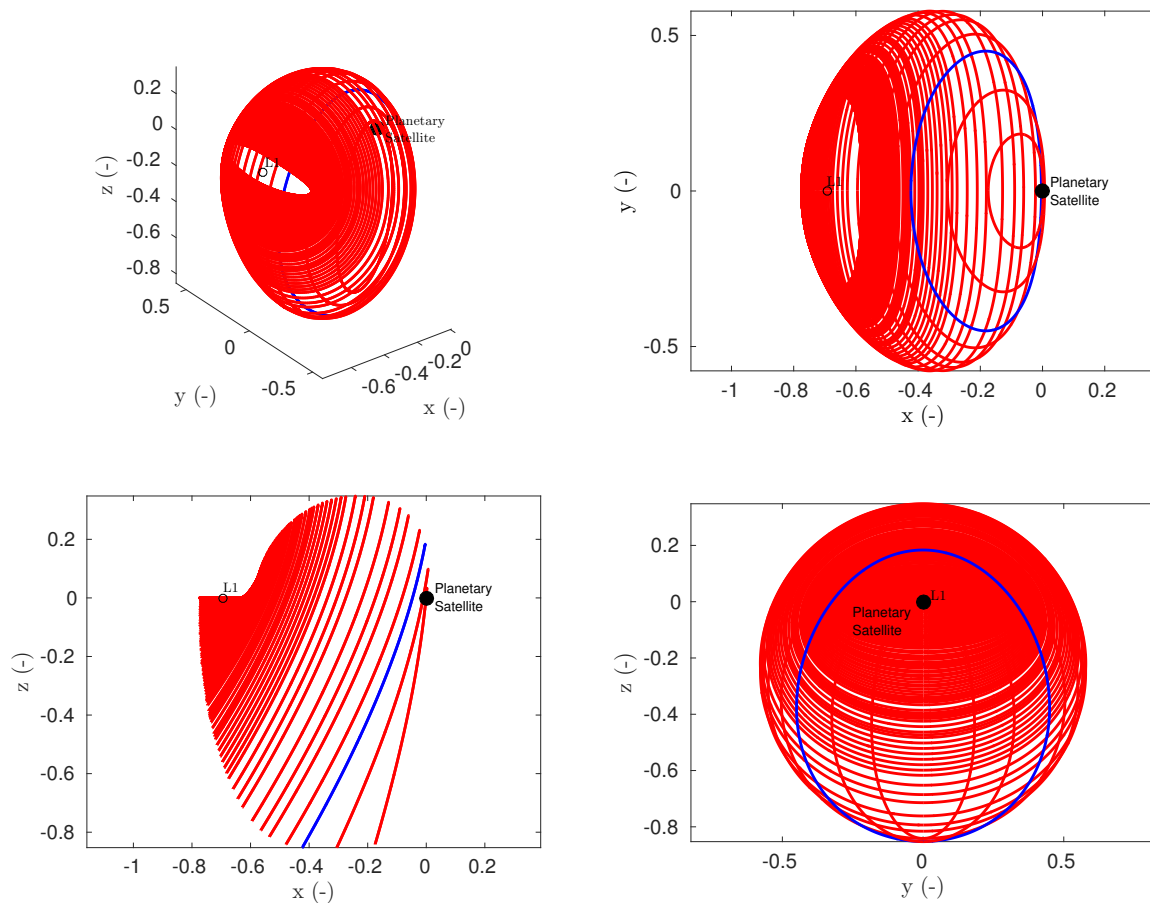 0.2
0
-0.2
-0.4
-0.6
-0.8
z (-)
0.5
0
-0.5
y (-)
-0.6
-0.4
-0.2
0
x (-)
L1
Planetary
Satellite
0.5
0
-0.5
y (-)
L1
Planetary
Satellite
-1
-0.8
-0.6
-0.4
-0.2
0
0.2
x (-)
0.2
0
-0.2
-0.4
-0.6
-0.8
z (-)
L1
Planetary
Satellite
-1
-0.8
-0.6
-0.4
-0.2
0
0.2
x (-)
0.2
0
-0.2
-0.4
-0.6
-0.8
z (-)
L1
Planetary
Satellite
-0.5
0
0.5
y (-)